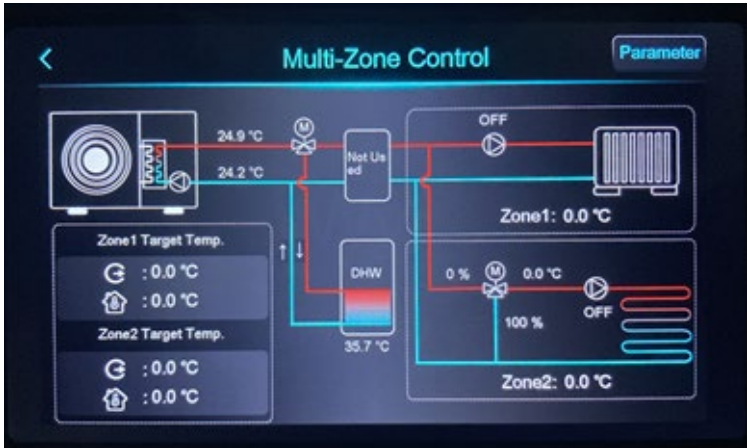 Multi-Zone Control
Parameter
24.9 °C
M
24.2 °C
Not Us
ed
OFF
Zone1: 0.0 °C
Zone1 Target Temp.
: 0.0 °C
: 0.0 °C
Zone2 Target Temp.
: 0.0 °C
: 0.0 °C
DHW
35.7 °C
0 %
M
0.0 °C
OFF
100 %
Zone2: 0.0 °C